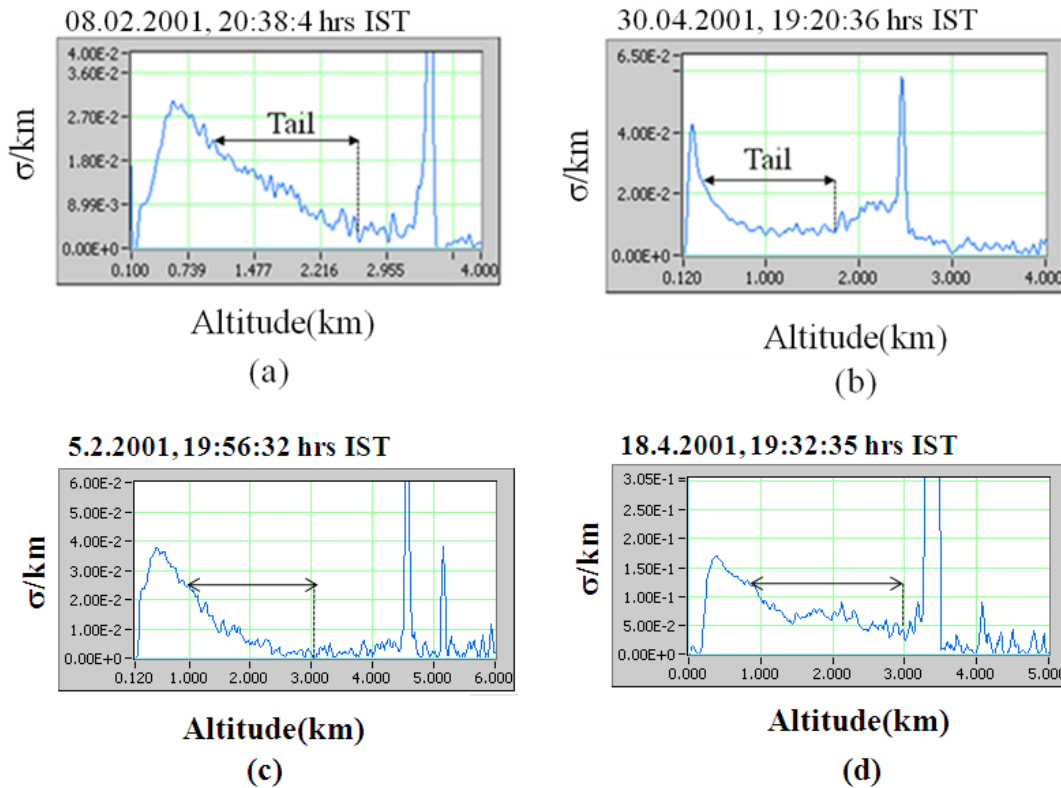 08.02.2001, 20:38:4 hrs IST
4.00E-2
3.60E-2
2.70E-2
1.80E-2
8.99E-3
0.00E+0
σ/km
Tail
0.100 0.739 1.477 2.216 2.955 4.000
Altitude(km)
(a)
30.04.2001, 19:20:36 hrs IST
6.50E-2
4.00E-2
2.00E-2
0.00E+0
σ/km
Tail
0.120 1.000 2.000 3.000 4.000
Altitude(km)
(b)
5.2.2001, 19:56:32 hrs IST
6.00E-2
5.00E-2
4.00E-2
3.00E-2
2.00E-2
1.00E-2
0.00E+0
σ/km
0.120 1.000 2.000 3.000 4.000 5.000 6.000
Altitude(km)
(c)
18.4.2001, 19:32:35 hrs IST
3.05E-1
2.50E-1
2.00E-1
1.50E-1
1.00E-1
5.00E-2
0.00E+0
σ/km
0.000 1.000 2.000 3.000 4.000 5.000
Altitude(km)
(d)